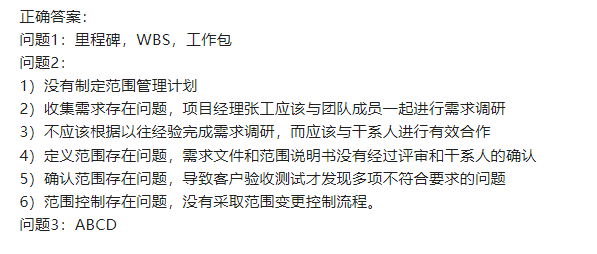 正确答案：
问题1：里程碑，WBS，工作包
问题2：
1）没有制定范围管理计划
2）收集需求存在问题，项目经理张工应该与团队成员一起进行需求调研
3）不应该根据以往经验完成需求调研，而应该与干系人进行有效合作
4）定义范围存在问题，需求文件和范围说明书没有经过评审和干系人的确认
5）确认范围存在问题，导致客户验收测试才发现多项不符合要求的问题
6）范围控制存在问题，没有采取范围变更控制流程。
问题3：ABCD